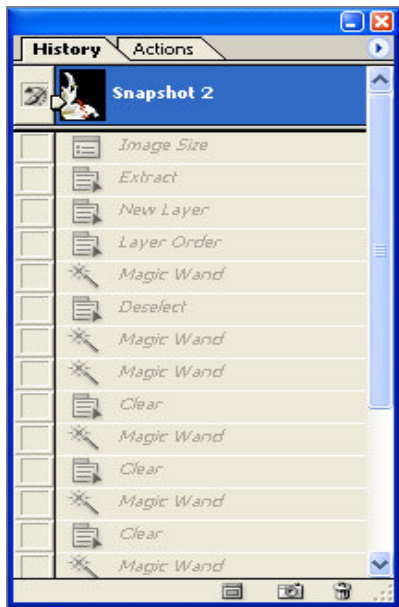 History
Actions
Snapshot 2
Image Size
Extract
New Layer
Layer Order
Magic Wand
Deselect
Magic Wand
Magic Wand
Clear
Magic Wand
Clear
Magic Wand
Clear
Magic Wand